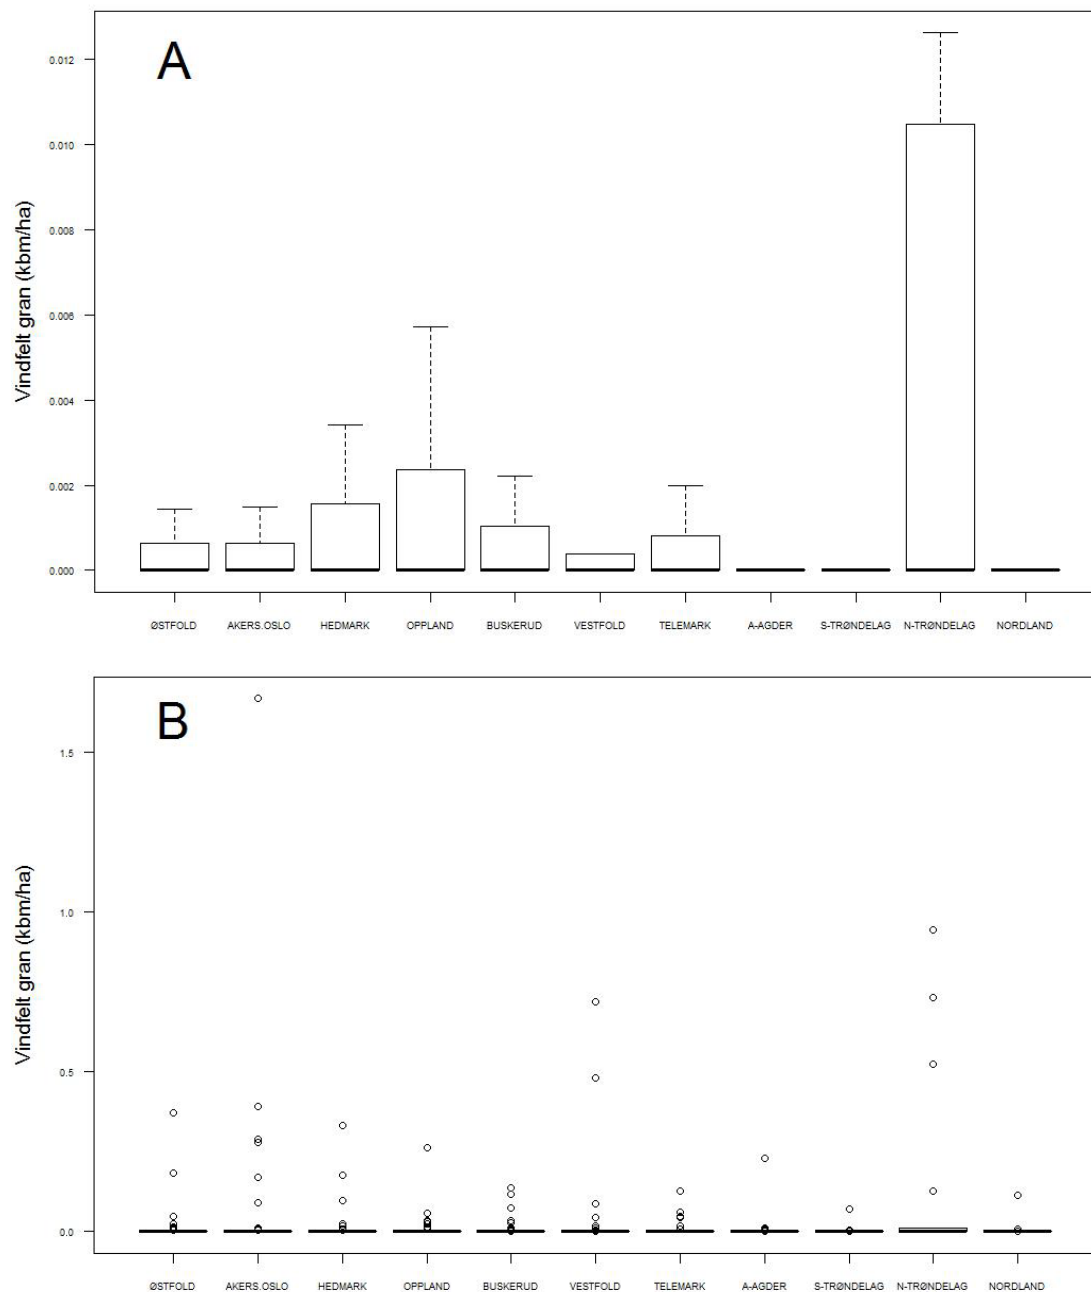 A
Vindfelt gran (kbm/ha)
0.012
0.010
0.008
0.006
0.004
0.002
0.000
ØSTFOLD AKERS.OSLO HEDMARK OPPLAND BUSKERUD VESTFOLD TELEMARK A-AGDER S-TRØNDELAG N-TRØNDELAG NORDLAND
B
Vindfelt gran (kbm/ha)
1.5
1.0
0.5
0.0
ØSTFOLD AKERS.OSLO HEDMARK OPPLAND BUSKERUD VESTFOLD TELEMARK A-AGDER S-TRØNDELAG N-TRØNDELAG NORDLAND